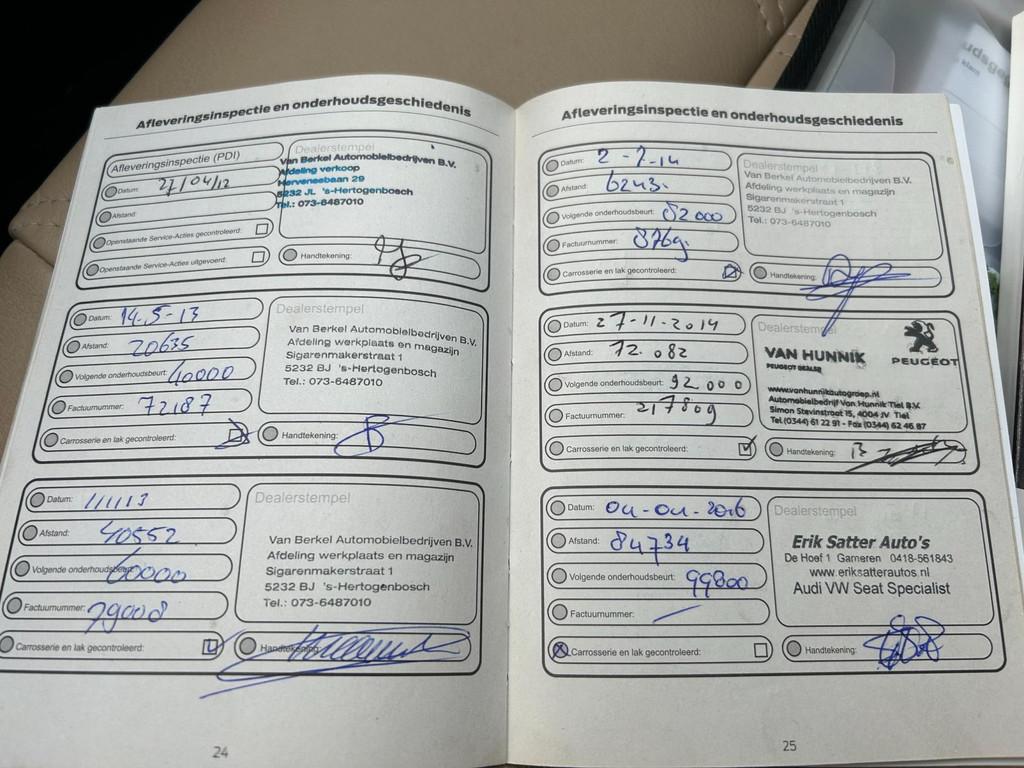 Afleveringsinspectie en onderhoudsgeschiedenis
Afleveringsinspectie (PDI)
Datum: 27/04/12
Afstand:
Openstaande Service-Acties gecontroleerd:
Openstaande Service-Acties uitgevoerd:
Dealerstempel
Van Berkel Automobielbedrijven B.V.
Afdeling verkoop
Hervensebaan 29
5232 JL 's-Hertogenbosch
Tel.: 073-6487010
Handtekening:
Datum: 14-5-13
Afstand: 20635
Volgende onderhoudsbeurt: 40000
Factuurnummer: 72187
Carrosserie en lak gecontroleerd:
Dealerstempel
Van Berkel Automobielbedrijven B.V.
Afdeling werkplaats en magazijn
Sigarenmakerstraat 1
5232 BJ 's-Hertogenbosch
Tel.: 073-6487010
Handtekening:
Datum: 111113
Afstand: 40552
Volgende onderhoudsbeurt: 60000
Factuurnummer: 79008
Carrosserie en lak gecontroleerd:
Dealerstempel
Van Berkel Automobielbedrijven B.V.
Afdeling werkplaats en magazijn
Sigarenmakerstraat 1
5232 BJ 's-Hertogenbosch
Tel.: 073-6487010
Handtekening:
24
Afleveringsinspectie en onderhoudsgeschiedenis
Datum: 2-7-14
Afstand:
Volgende onderhoudsbeurt: 82000
Factuurnummer:
Carrosserie en lak gecontroleerd:
Dealerstempel
Van Berkel Automobielbedrijven B.V.
Afdeling werkplaats en magazijn
Sigarenmakerstraat 1
5232 BJ 's-Hertogenbosch
Tel.: 073-6487010
Handtekening:
Datum: 27-11-2014
Afstand: 72.082
Volgende onderhoudsbeurt: 92.000
Factuurnummer: 217809
Carrosserie en lak gecontroleerd:
Dealerstempel
VAN HUNNIK
PEUGEOT DEALER
PEUGEOT
www.vanhunnikautogroep.nl
Automobielbedrijf Van Hunnik Tiel B.V.
Simon Stevinstraat 15, 4004 JV Tiel
Tel. (0344) 61 22 91 - Fax (0344) 62 46 87
Handtekening:
Datum: 04-04-2016
Afstand: 84734
Volgende onderhoudsbeurt: 99800
Factuurnummer:
Carrosserie en lak gecontroleerd:
Dealerstempel
Erik Satter Auto's
De Hoef 1 Gameren 0418-561843
www.eriksatterautos.nl
Audi VW Seat Specialist
Handtekening:
25